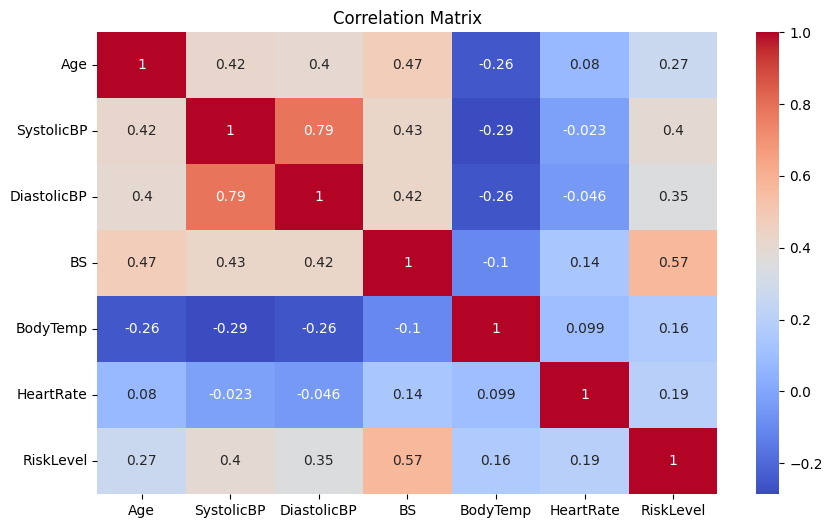 Correlation Matrix
Age 1 0.42 0.4 0.47 -0.26 0.08 0.27
SystolicBP 0.42 1 0.79 0.43 -0.29 -0.023 0.4
DiastolicBP 0.4 0.79 1 0.42 -0.26 -0.046 0.35
BS 0.47 0.43 0.42 1 -0.1 0.14 0.57
BodyTemp -0.26 -0.29 -0.26 -0.1 1 0.099 0.16
HeartRate 0.08 -0.023 -0.046 0.14 0.099 1 0.19
RiskLevel 0.27 0.4 0.35 0.57 0.16 0.19 1
Age SystolicBP DiastolicBP BS BodyTemp HeartRate RiskLevel
1.0
0.8
0.6
0.4
0.2
0.0
−0.2